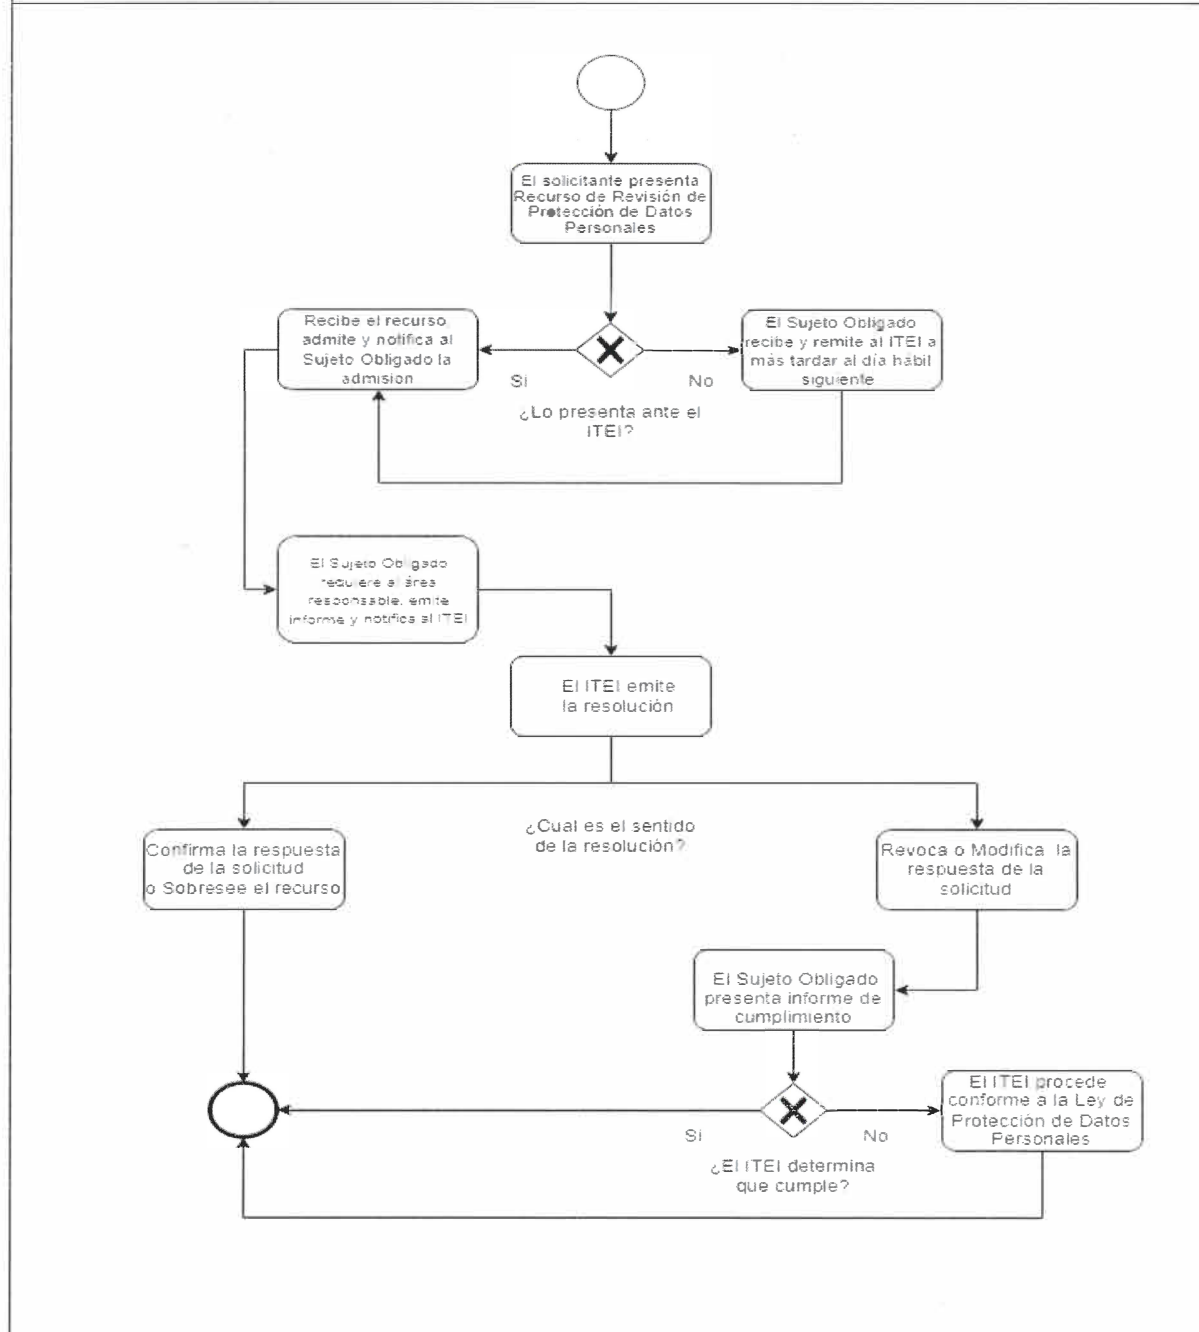 El solicitante presenta
Recurso de Revisión de
Protección de Datos
Personales
Recibe el recurso,
admite y notifica al
Sujeto Obligado la
admision
El Sujeto Obligado
recibe y remite al ITEI a
más tardar al día hábil
siguiente
Si
No
¿Lo presenta ante el
ITEI?
El Sujeto Obligado
requiere al área
responsable, emite
informe y notifica al ITEI
El ITEI emite
la resolución
¿Cual es el sentido
de la resolución?
Confirma la respuesta
de la solicitud
o Sobresee el recurso
Revoca o Modifica la
respuesta de la
solicitud
El Sujeto Obligado
presenta informe de
cumplimiento
El ITEI procede
conforme a la Ley de
Protección de Datos
Personales
Si
No
¿El ITEI determina
que cumple?